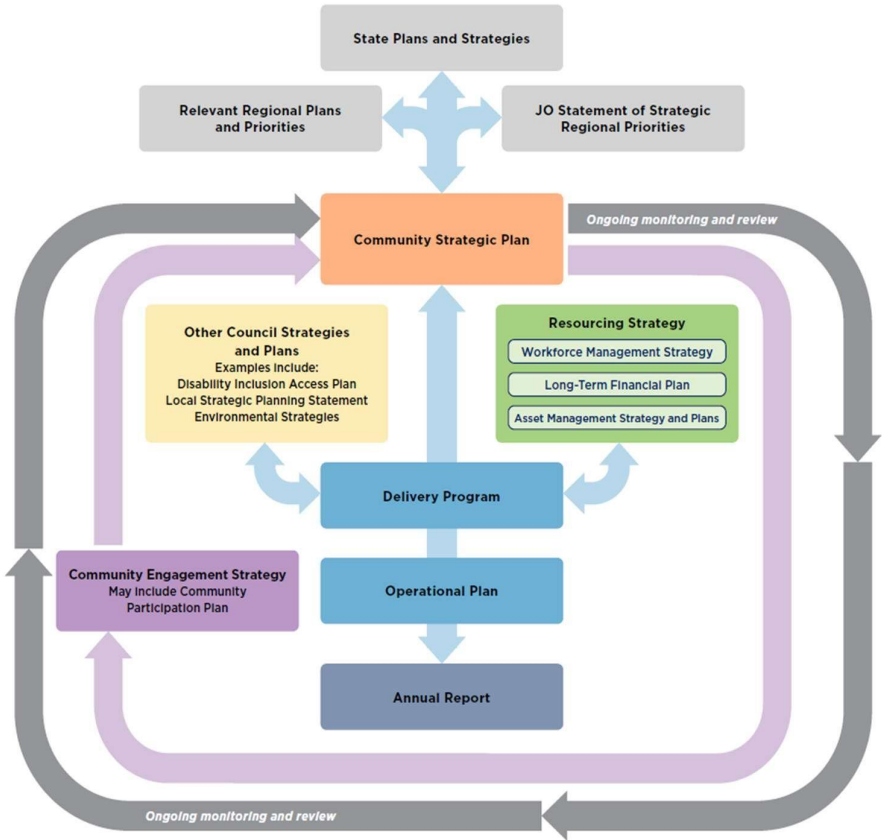 State Plans and Strategies
Relevant Regional Plans
and Priorities
JO Statement of Strategic
Regional Priorities
Community Strategic Plan
Ongoing monitoring and review
Other Council Strategies
and Plans
Examples include:
Disability Inclusion Access Plan
Local Strategic Planning Statement
Environmental Strategies
Resourcing Strategy
Workforce Management Strategy
Long-Term Financial Plan
Asset Management Strategy and Plans
Delivery Program
Community Engagement Strategy
May include Community
Participation Plan
Operational Plan
Annual Report
Ongoing monitoring and review